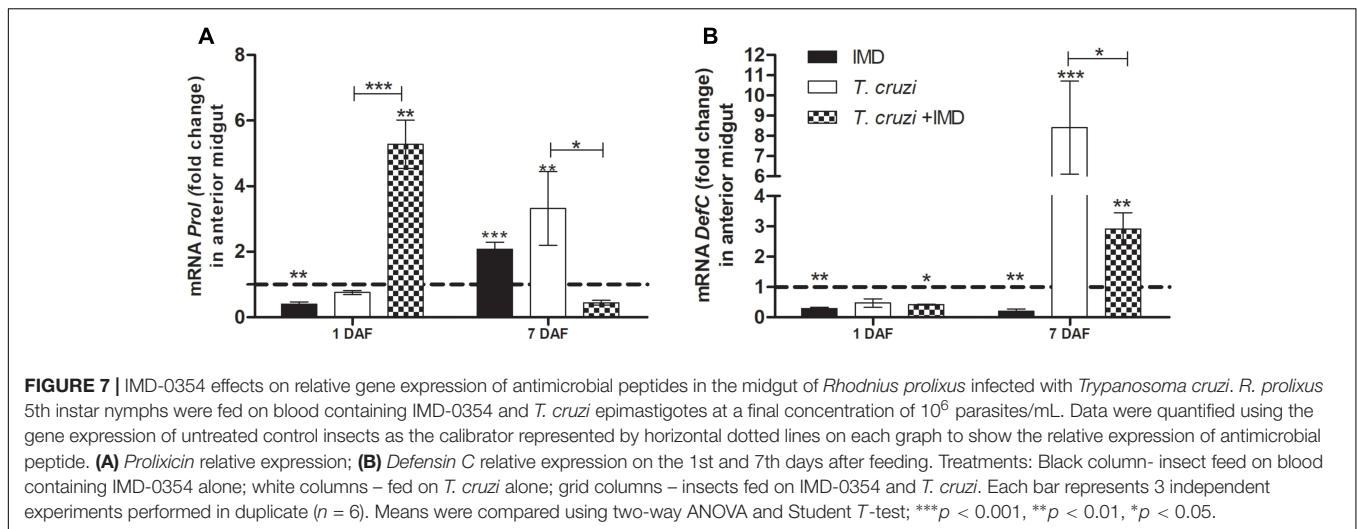 A
mRNA ProI (fold change)
in anterior midgut
8
6
4
2
0
**
***
**
***
**
*
1 DAF
7 DAF
B
mRNA DefC (fold change)
in anterior midgut
12
11
10
9
8
7
6
4
3
2
1
0
IMD
T. cruzi
T. cruzi +IMD
**
*
**
***
*
**
1 DAF
7 DAF
FIGURE 7 | IMD-0354 effects on relative gene expression of antimicrobial peptides in the midgut of Rhodnius prolixus infected with Trypanosoma cruzi. R. prolixus
5th instar nymphs were fed on blood containing IMD-0354 and T. cruzi epimastigotes at a final concentration of 10⁶ parasites/mL. Data were quantified using the
gene expression of untreated control insects as the calibrator represented by horizontal dotted lines on each graph to show the relative expression of antimicrobial
peptide. (A) Prolixicin relative expression; (B) Defensin C relative expression on the 1st and 7th days after feeding. Treatments: Black column- insect feed on blood
containing IMD-0354 alone; white columns – fed on T. cruzi alone; grid columns – insects fed on IMD-0354 and T. cruzi. Each bar represents 3 independent
experiments performed in duplicate (n = 6). Means were compared using two-way ANOVA and Student T-test; ***p < 0.001, **p < 0.01, *p < 0.05.